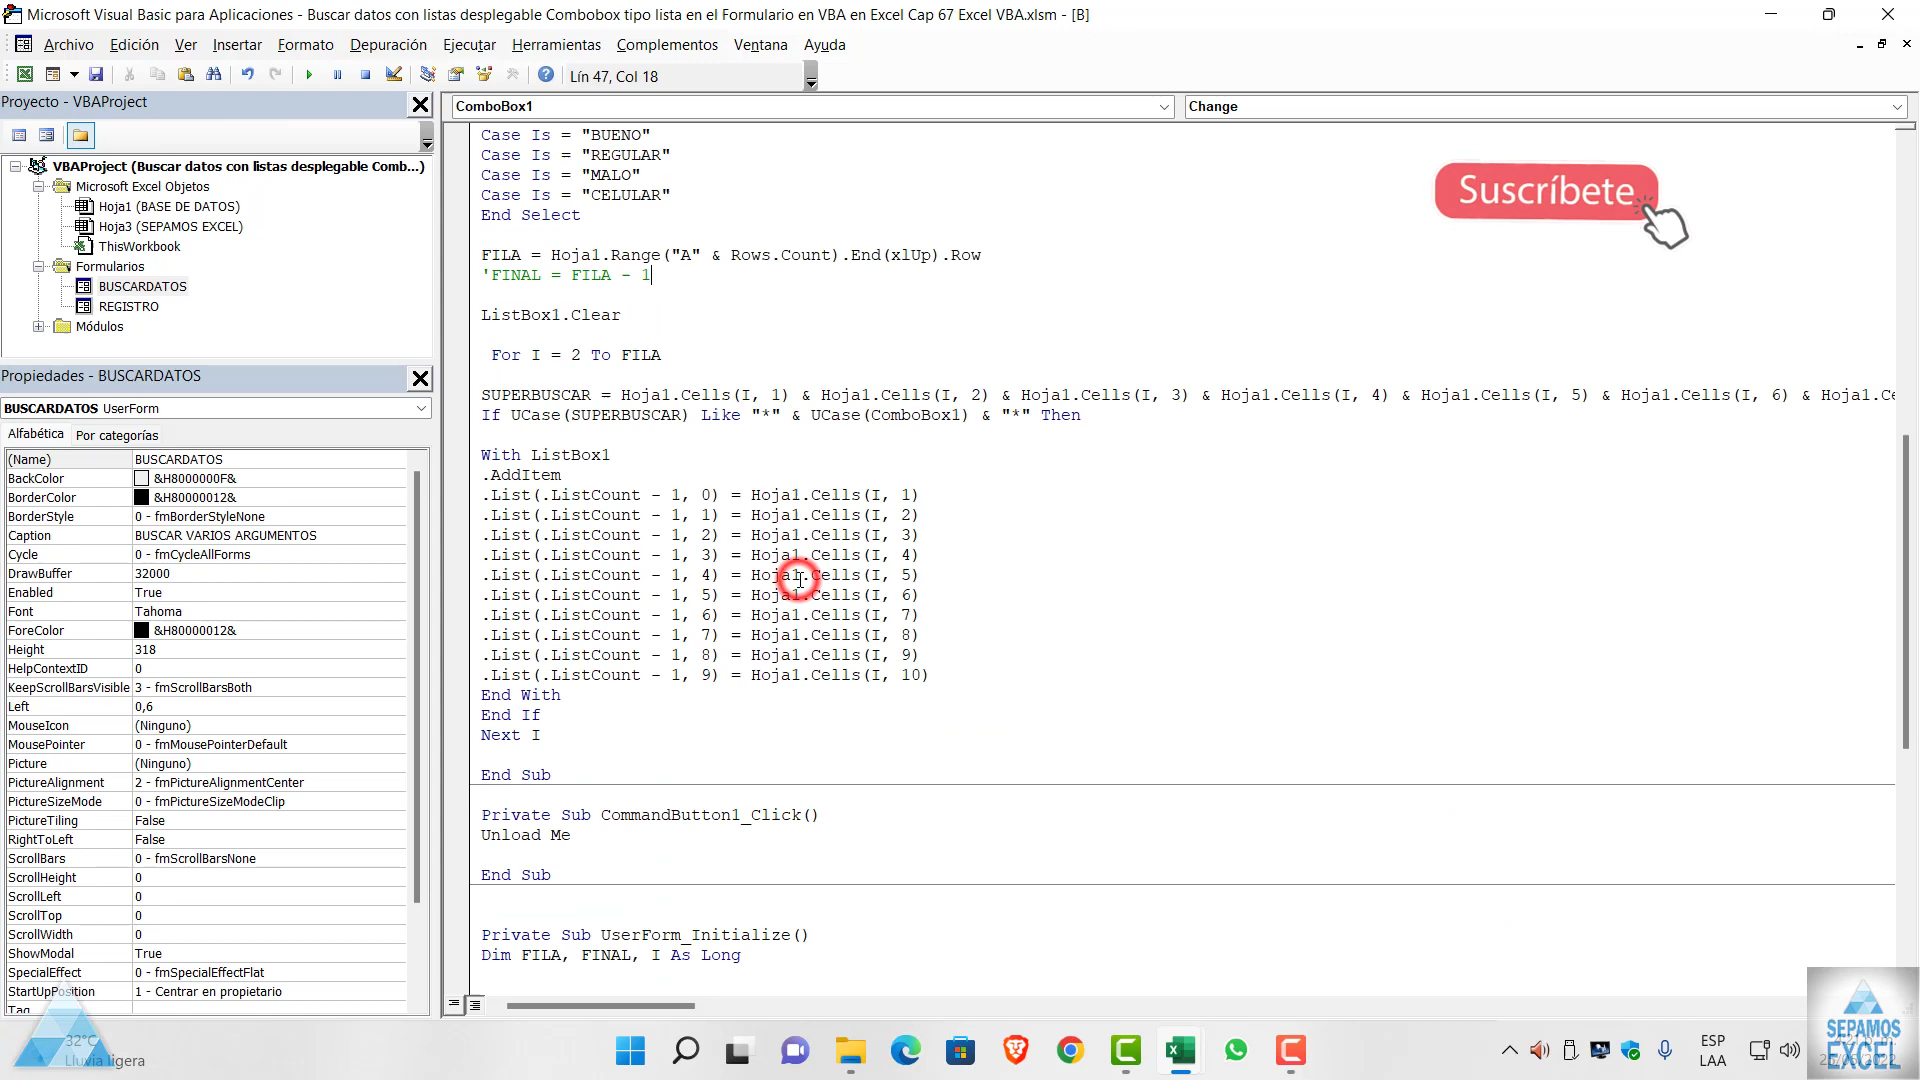 Microsoft Visual Basic para Aplicaciones - Buscar datos con listas desplegable Combobox tipo lista en el Formulario en VBA en Excel Cap 67 Excel VBA.xlsm - [B]
Archivo Edición Ver Insertar Formato Depuración Ejecutar Herramientas Complementos Ventana Ayuda
Lín 47, Col 18
Proyecto - VBAProject
VBAProject (Buscar datos con listas desplegable Comb...)
Microsoft Excel Objetos
Hoja1 (BASE DE DATOS)
Hoja3 (SEPAMOS EXCEL)
ThisWorkbook
Formularios
BUSCARDATOS
REGISTRO
Módulos
Propiedades - BUSCARDATOS
BUSCARDATOS UserForm
Alfabética Por categorías
(Name) BUSCARDATOS
BackColor &H8000000F&
BorderColor &H80000012&
BorderStyle 0 - fmBorderStyleNone
Caption BUSCAR VARIOS ARGUMENTOS
Cycle 0 - fmCycleAllForms
DrawBuffer 32000
Enabled True
Font Tahoma
ForeColor &H80000012&
Height 318
HelpContextID 0
KeepScrollBarsVisible 3 - fmScrollBarsBoth
Left 0,6
MouseIcon (Ninguno)
MousePointer 0 - fmMousePointerDefault
Picture (Ninguno)
PictureAlignment 2 - fmPictureAlignmentCenter
PictureSizeMode 0 - fmPictureSizeModeClip
PictureTiling False
RightToLeft False
ScrollBars 0 - fmScrollBarsNone
ScrollHeight 0
ScrollLeft 0
ScrollTop 0
ScrollWidth 0
ShowModal True
SpecialEffect 0 - fmSpecialEffectFlat
StartUpPosition 1 - Centrar en propietario
Tag
ComboBox1 Change
Case Is = "BUENO"
Case Is = "REGULAR"
Case Is = "MALO"
Case Is = "CELULAR"
End Select
FILA = Hoja1.Range("A" & Rows.Count).End(xlUp).Row
'FINAL = FILA - 1
ListBox1.Clear
For I = 2 To FILA
SUPERBUSCAR = Hoja1.Cells(I, 1) & Hoja1.Cells(I, 2) & Hoja1.Cells(I, 3) & Hoja1.Cells(I, 4) & Hoja1.Cells(I, 5) & Hoja1.Cells(I, 6) & Hoja1.Ce
If UCase(SUPERBUSCAR) Like "*" & UCase(ComboBox1) & "*" Then
With ListBox1
.AddItem
.List(.ListCount - 1, 0) = Hoja1.Cells(I, 1)
.List(.ListCount - 1, 1) = Hoja1.Cells(I, 2)
.List(.ListCount - 1, 2) = Hoja1.Cells(I, 3)
.List(.ListCount - 1, 3) = Hoja1.Cells(I, 4)
.List(.ListCount - 1, 4) = Hoja1.Cells(I, 5)
.List(.ListCount - 1, 5) = Hoja1.Cells(I, 6)
.List(.ListCount - 1, 6) = Hoja1.Cells(I, 7)
.List(.ListCount - 1, 7) = Hoja1.Cells(I, 8)
.List(.ListCount - 1, 8) = Hoja1.Cells(I, 9)
.List(.ListCount - 1, 9) = Hoja1.Cells(I, 10)
End With
End If
Next I
End Sub
Private Sub CommandButton1_Click()
Unload Me
End Sub
Private Sub UserForm_Initialize()
Dim FILA, FINAL, I As Long
Suscríbete
32°C
Lluvia ligera
ESP
LAA
SEPAMOS
EXCEL